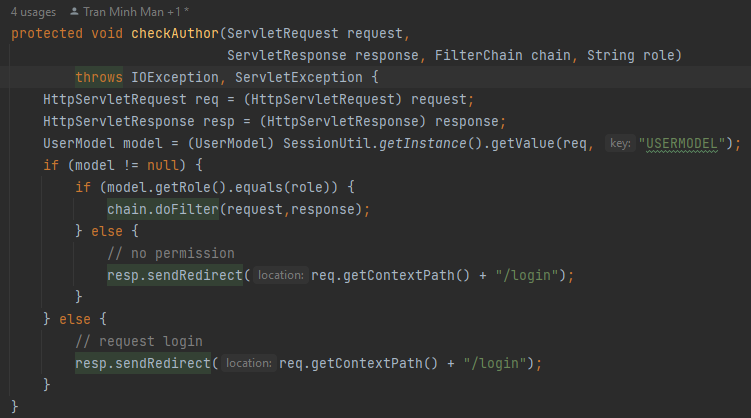 4 usages Tran Minh Man +1 *
protected void checkAuthor(ServletRequest request,
                           ServletResponse response, FilterChain chain, String role)
        throws IOException, ServletException {
    HttpServletRequest req = (HttpServletRequest) request;
    HttpServletResponse resp = (HttpServletResponse) response;
    UserModel model = (UserModel) SessionUtil.getInstance().getValue(req, key: "USERMODEL");
    if (model != null) {
        if (model.getRole().equals(role)) {
            chain.doFilter(request,response);
        } else {
            // no permission
            resp.sendRedirect( location: req.getContextPath() + "/login");
        }
    } else {
        // request login
        resp.sendRedirect( location: req.getContextPath() + "/login");
    }
}